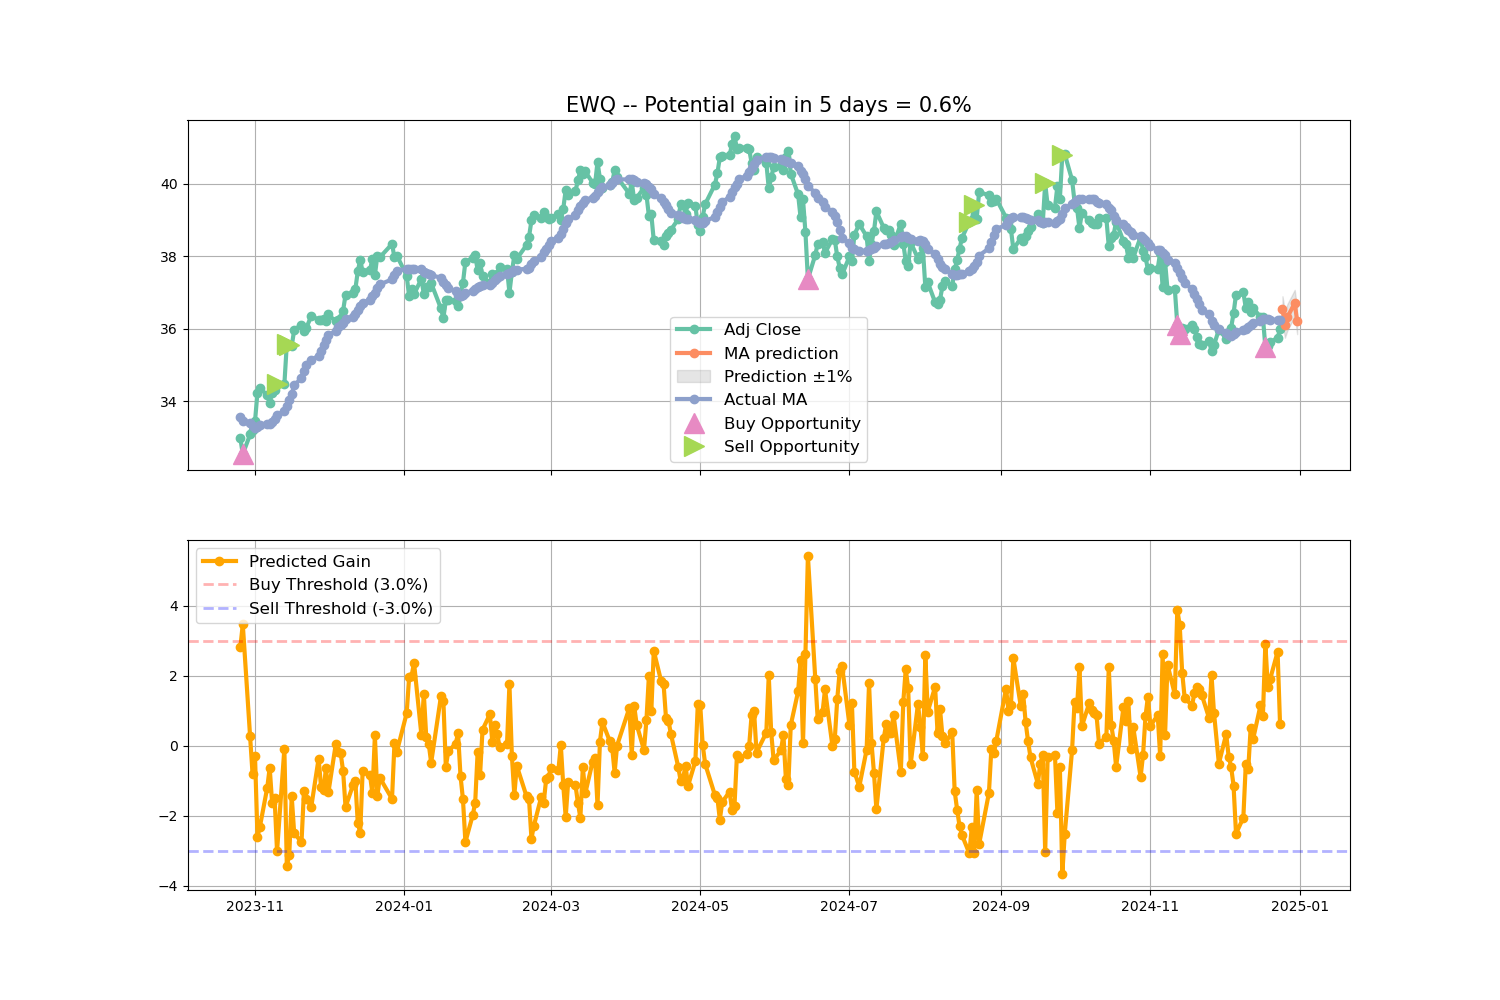 EWQ -- Potential gain in 5 days = 0.6%
40
38
36
34
Adj Close
MA prediction
Prediction ±1%
Actual MA
Buy Opportunity
Sell Opportunity
Predicted Gain
Buy Threshold (3.0%)
Sell Threshold (-3.0%)
4
2
0
−2
−4
2023-11
2024-01
2024-03
2024-05
2024-07
2024-09
2024-11
2025-01